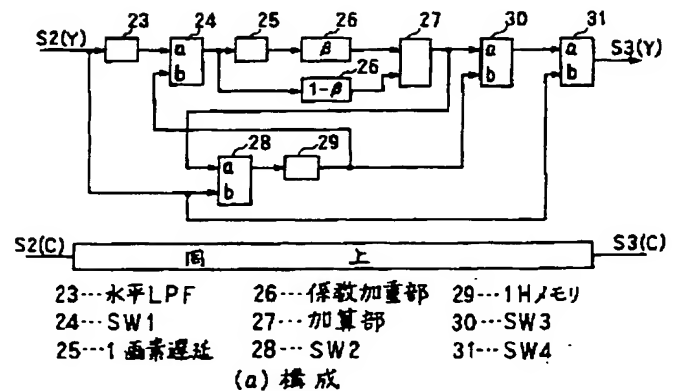 23 24 25 26 27 30 31
S2(Y) a b β a b a b S3(Y)
26
1-β
28 29
a
b
S2(C) 同 上 S3(C)
23…水平LPF 26…係数加重部 29…1Hメモリ
24…SW1 27…加算部 30…SW3
25…1画素遅延 28…SW2 31…SW4
(a) 構成